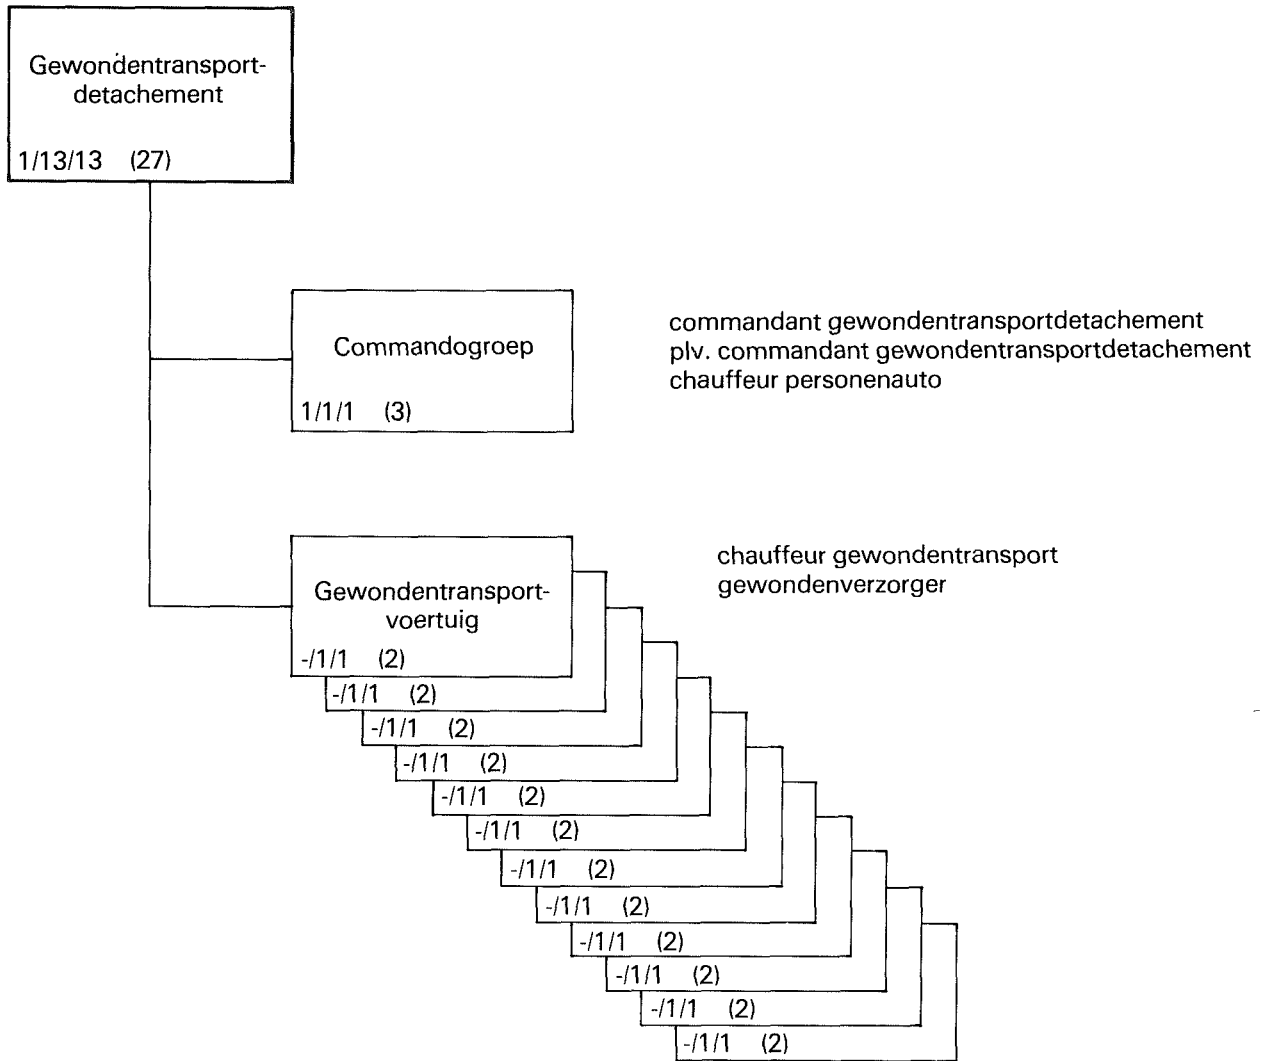 Gewondentransport-
detachement
1/13/13 (27)
Commandogroep
1/1/1 (3)
commandant gewondentransportdetachement
plv. commandant gewondentransportdetachement
chauffeur personenauto
Gewondentransport-
voertuig
-/1/1 (2)
chauffeur gewondentransport
gewondenverzorger
-/1/1 (2)
-/1/1 (2)
-/1/1 (2)
-/1/1 (2)
-/1/1 (2)
-/1/1 (2)
-/1/1 (2)
-/1/1 (2)
-/1/1 (2)
-/1/1 (2)
-/1/1 (2)